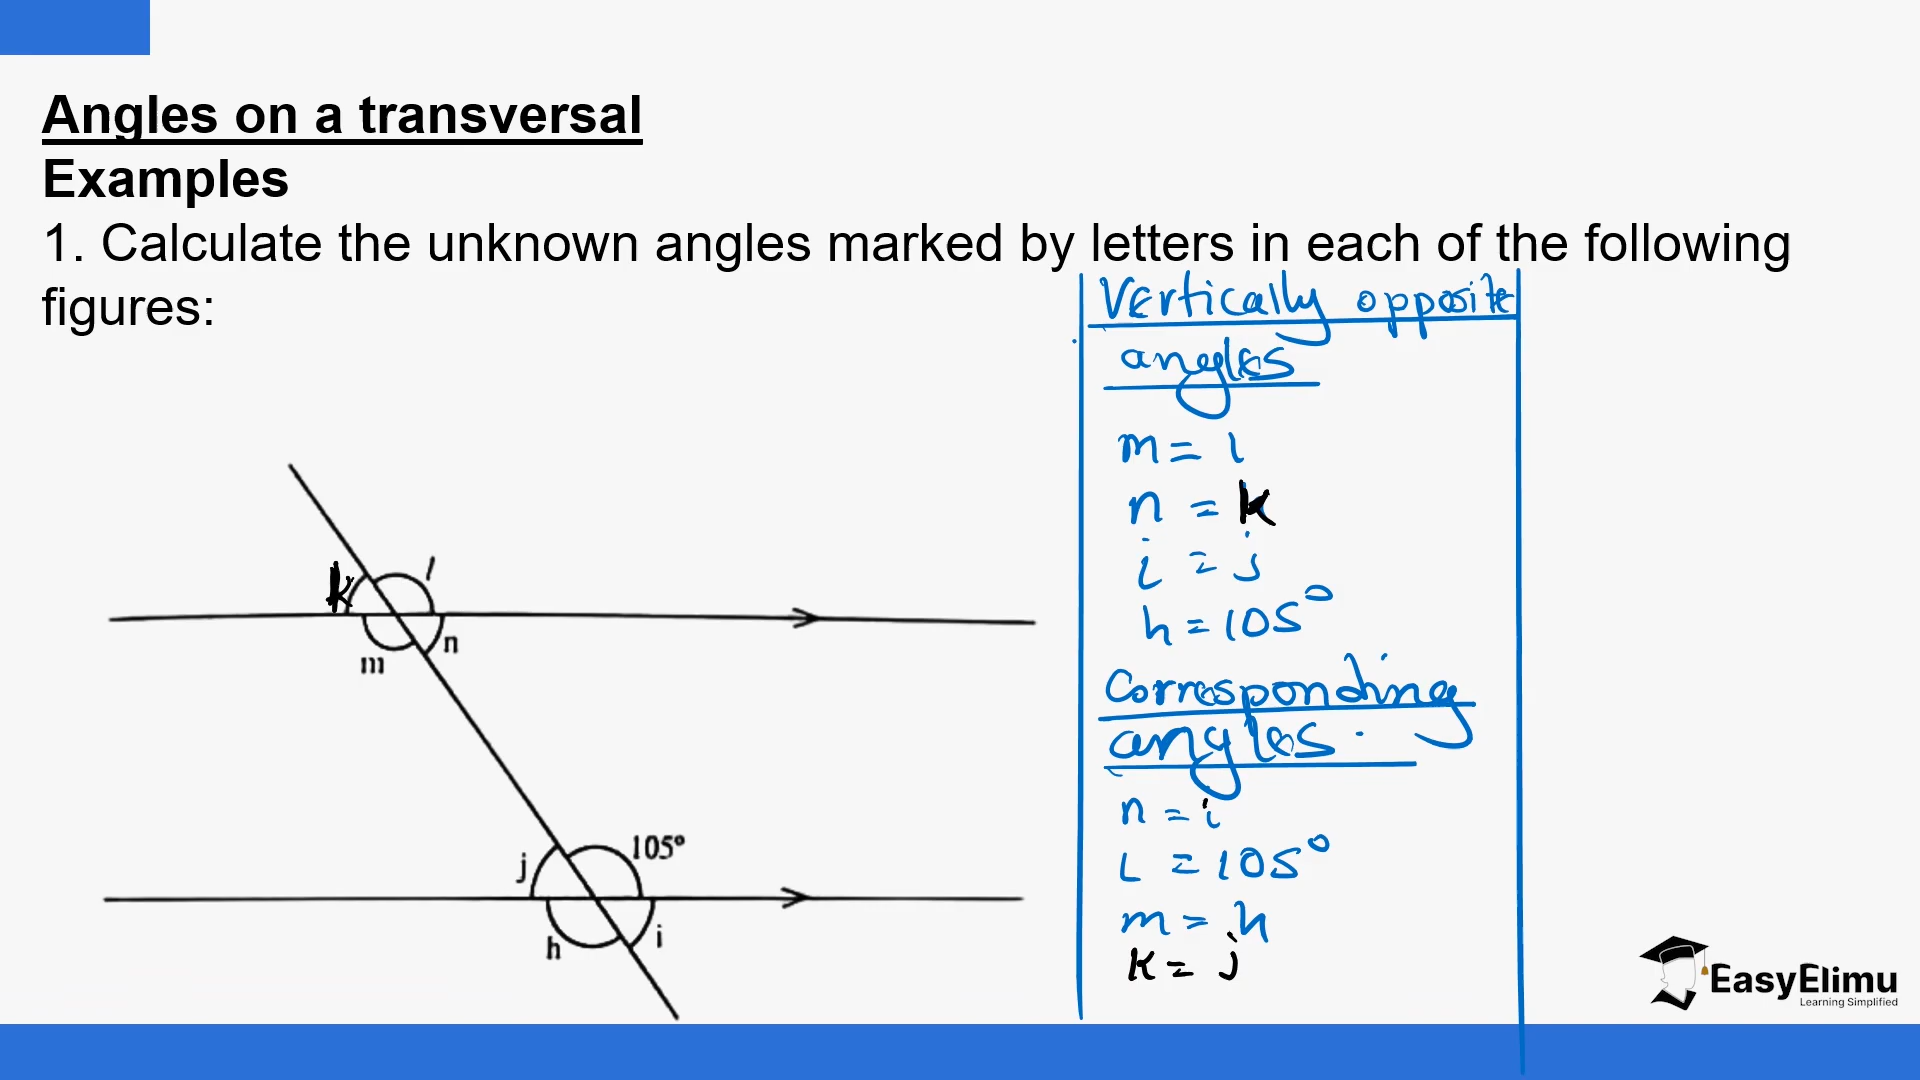 Angles on a transversal
Examples
1. Calculate the unknown angles marked by letters in each of the following
figures:
Vertically opposite
angles
m = l
n = k
i = j
h = 105°
Corresponding
angles.
n = i
L = 105°
m = h
k = j
k
l
m
n
j
105°
h
i
EasyElimu
Learning Simplified